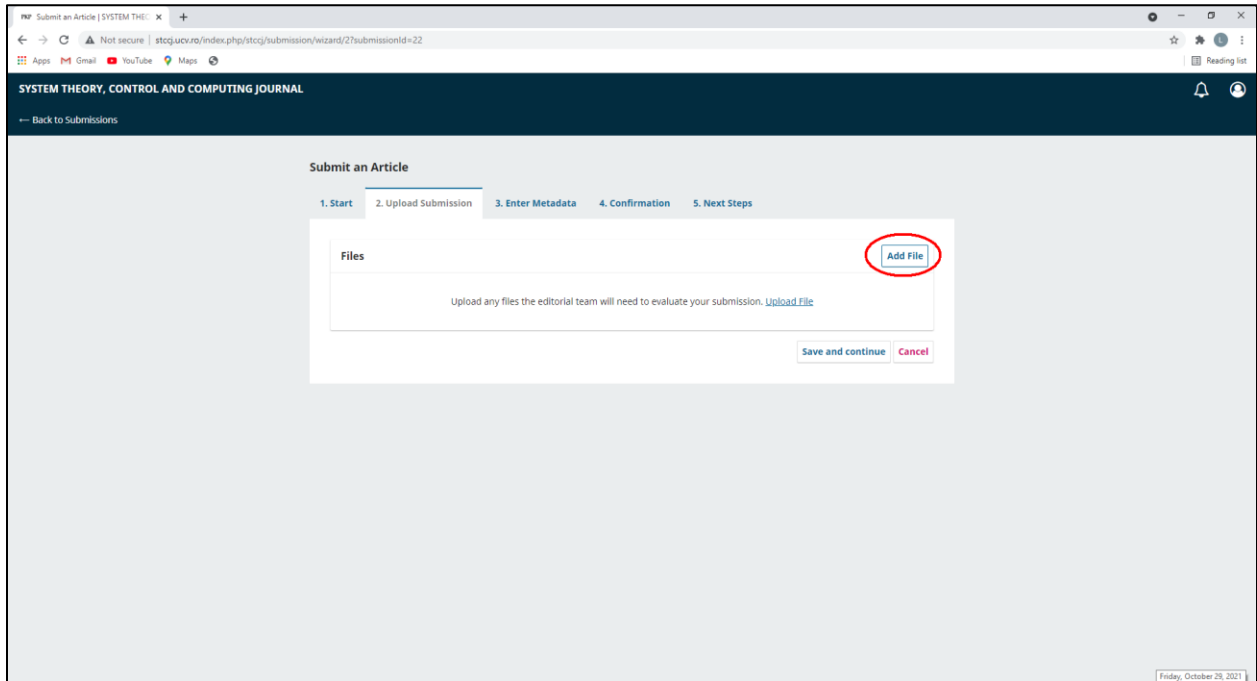 PKP Submit an Article | SYSTEM THEO
Not secure | stccj.ucv.ro/index.php/stccj/submission/wizard/2?submissionId=22
Apps Gmail YouTube Maps
Reading list
SYSTEM THEORY, CONTROL AND COMPUTING JOURNAL
← Back to Submissions
Submit an Article
1. Start 2. Upload Submission 3. Enter Metadata 4. Confirmation 5. Next Steps
Files Add File
Upload any files the editorial team will need to evaluate your submission. Upload File
Save and continue Cancel
Friday, October 29, 2021